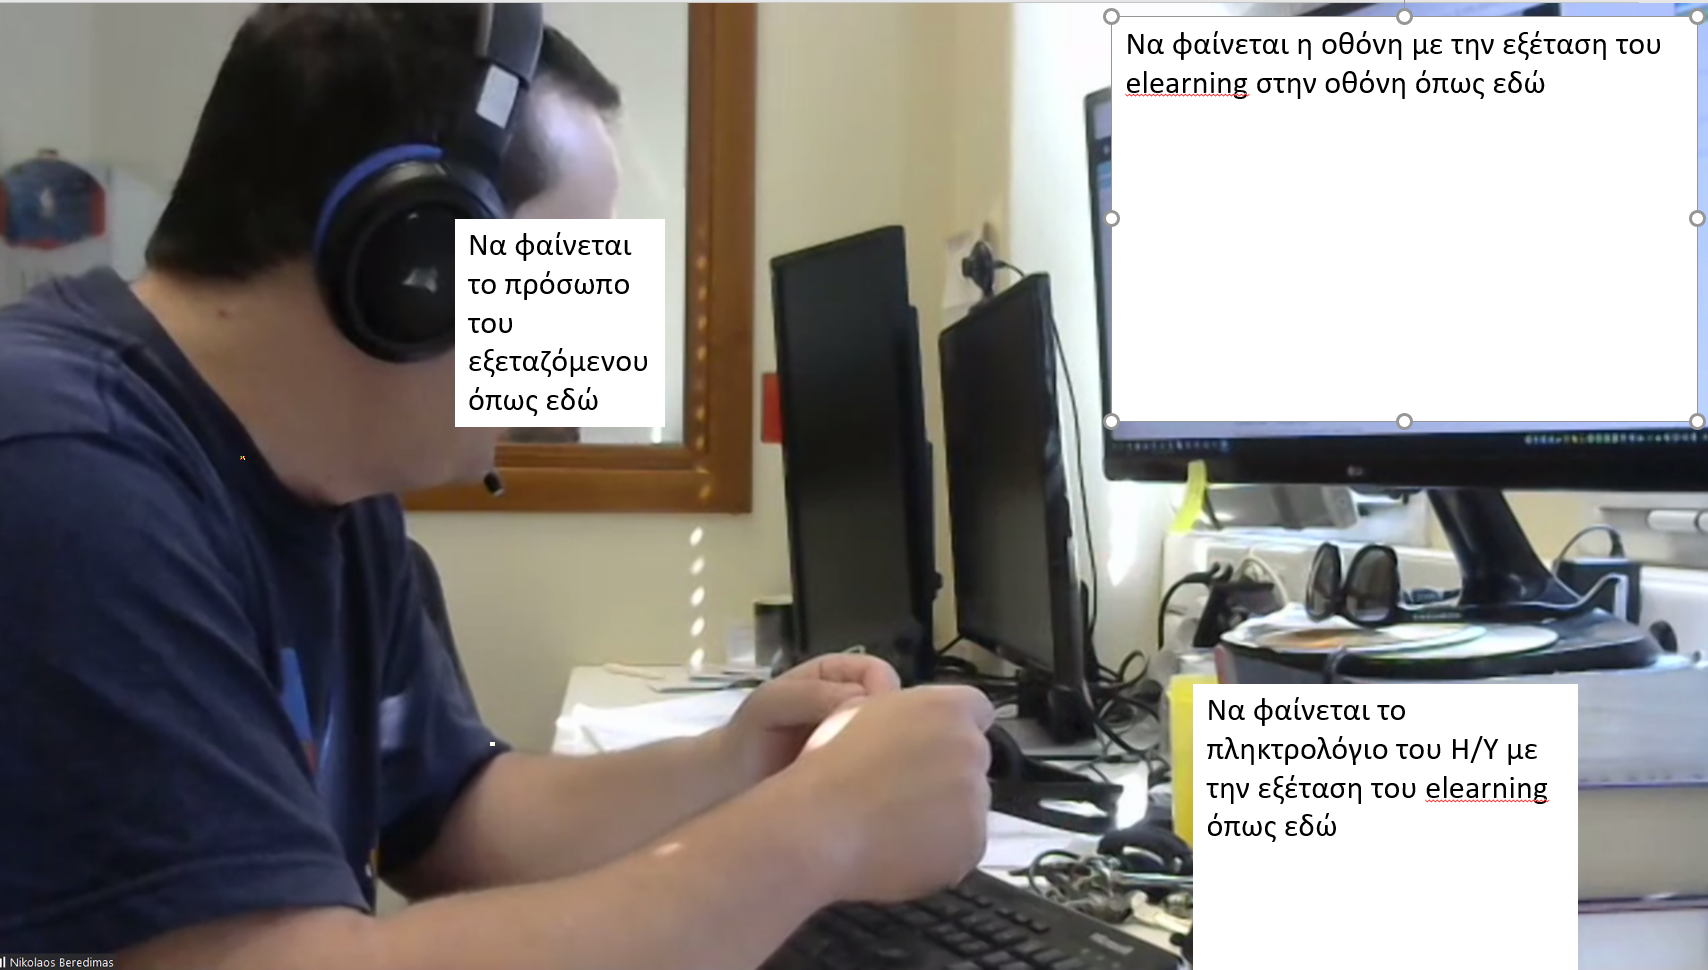 Να φαίνεται η οθόνη με την εξέταση του
elearning στην οθόνη όπως εδώ
Να φαίνεται
το πρόσωπο
του
εξεταζόμενου
όπως εδώ
Να φαίνεται το
πληκτρολόγιο του Η/Υ με
την εξέταση του elearning
όπως εδώ
Nikolaos Beredimas